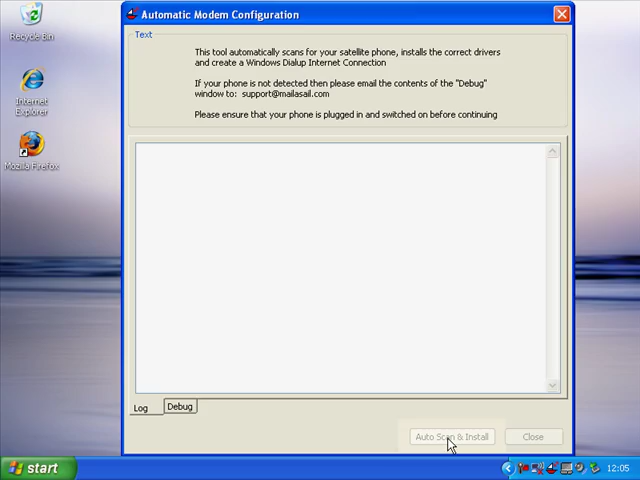 Automatic Modem Configuration
Recycle Bin
Internet
Explorer
Mozilla Firefox
Text
This tool automatically scans for your satellite phone, installs the correct drivers
and create a Windows Dialup Internet Connection
If your phone is not detected then please email the contents of the "Debug"
window to: support@mailasail.com
Please ensure that your phone is plugged in and switched on before continuing
Log
Debug
Auto Scan & Install
Close
start
12:05